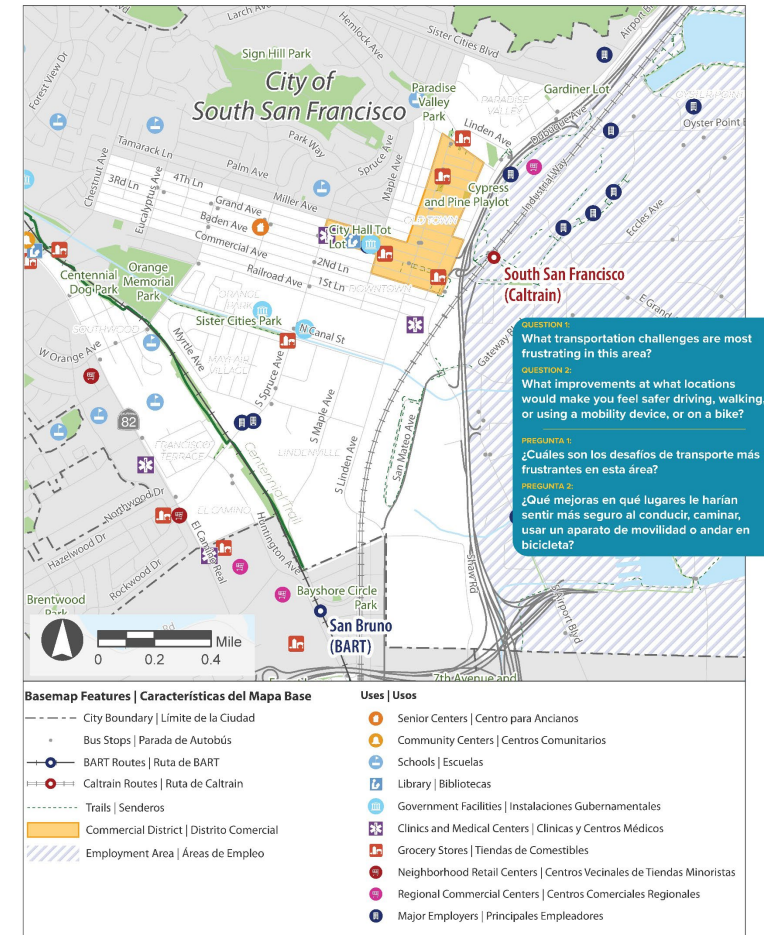 Larch Ave
Hemlock Ave
Sister Cities Blvd
Airport Bl
Forest View Dr
Sign Hill Park
City of
South San Francisco
Paradise
Valley
Park
PARADISE
VALLEY
Gardiner Lot
OYSTER POINT
Oyster Point B
Dubuque Ave
Linden Ave
Chestnut Ave
Tamarack Ln
Park Way
Spruce Ave
Maple Ave
Palm Ave
3Rd Ln
4Th Ln
Eucalyptus Ave
Miller Ave
Industrial Way
Cypress
and Pine Playlot
Eccles Ave
Grand Ave
Baden Ave
Commercial Ave
City Hall Tot
Lot
OLD TOWN
2Nd Ln
1St Ln
DOWNTOWN
Railroad Ave
Centennial
Dog Park
Orange
Memorial
Park
ORANGE
PARK
South San Francisco
(Caltrain)
E Grand
SOUTHWOOD
Sister Cities Park
N Canal St
Gateway B
W Orange Ave
Myrtle Ave
MAYFAIR
VILLAGE
S Spruce Ave
S Maple Ave
S Linden Ave
San Mateo Ave
82
FRANCISCO
TERRACE
LINDENVILLE
Centennial Trail
Northwood Dr
EL CAMINO
El Camino Real
Huntington Ave
Hazelwood Dr
Rockwood Dr
Shaw Rd
S Airport Blvd
Brentwood
Park
Bayshore Circle
Park
San Bruno
(BART)
Rd
7th Avenue and
0 0.2 0.4 Mile
QUESTION 1:
What transportation challenges are most
frustrating in this area?
QUESTION 2:
What improvements at what locations
would make you feel safer driving, walking,
or using a mobility device, or on a bike?
PREGUNTA 1:
¿Cuáles son los desafíos de transporte más
frustrantes en esta área?
PREGUNTA 2:
¿Qué mejoras en qué lugares le harían
sentir más seguro al conducir, caminar,
usar un aparato de movilidad o andar en
bicicleta?
Basemap Features | Características del Mapa Base
City Boundary | Límite de la Ciudad
Bus Stops | Parada de Autobús
BART Routes | Ruta de BART
Caltrain Routes | Ruta de Caltrain
Trails | Senderos
Commercial District | Distrito Comercial
Employment Area | Áreas de Empleo
Uses | Usos
Senior Centers | Centro para Ancianos
Community Centers | Centros Comunitarios
Schools | Escuelas
Library | Bibliotecas
Government Facilities | Instalaciones Gubernamentales
Clinics and Medical Centers | Clinicas y Centros Médicos
Grocery Stores | Tiendas de Comestibles
Neighborhood Retail Centers | Centros Vecinales de Tiendas Minoristas
Regional Commercial Centers | Centros Comerciales Regionales
Major Employers | Principales Empleadores